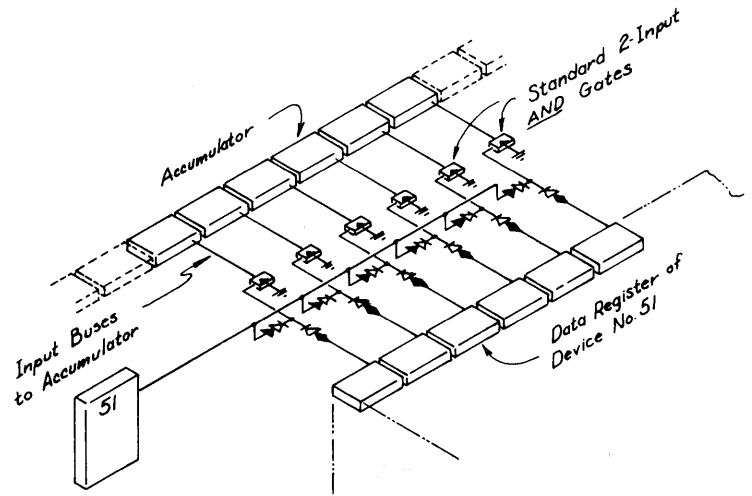 Standard 2-Input
AND Gates
Accumulator
Input Buses
to Accumulator
Data Register of
Device No. 51
51